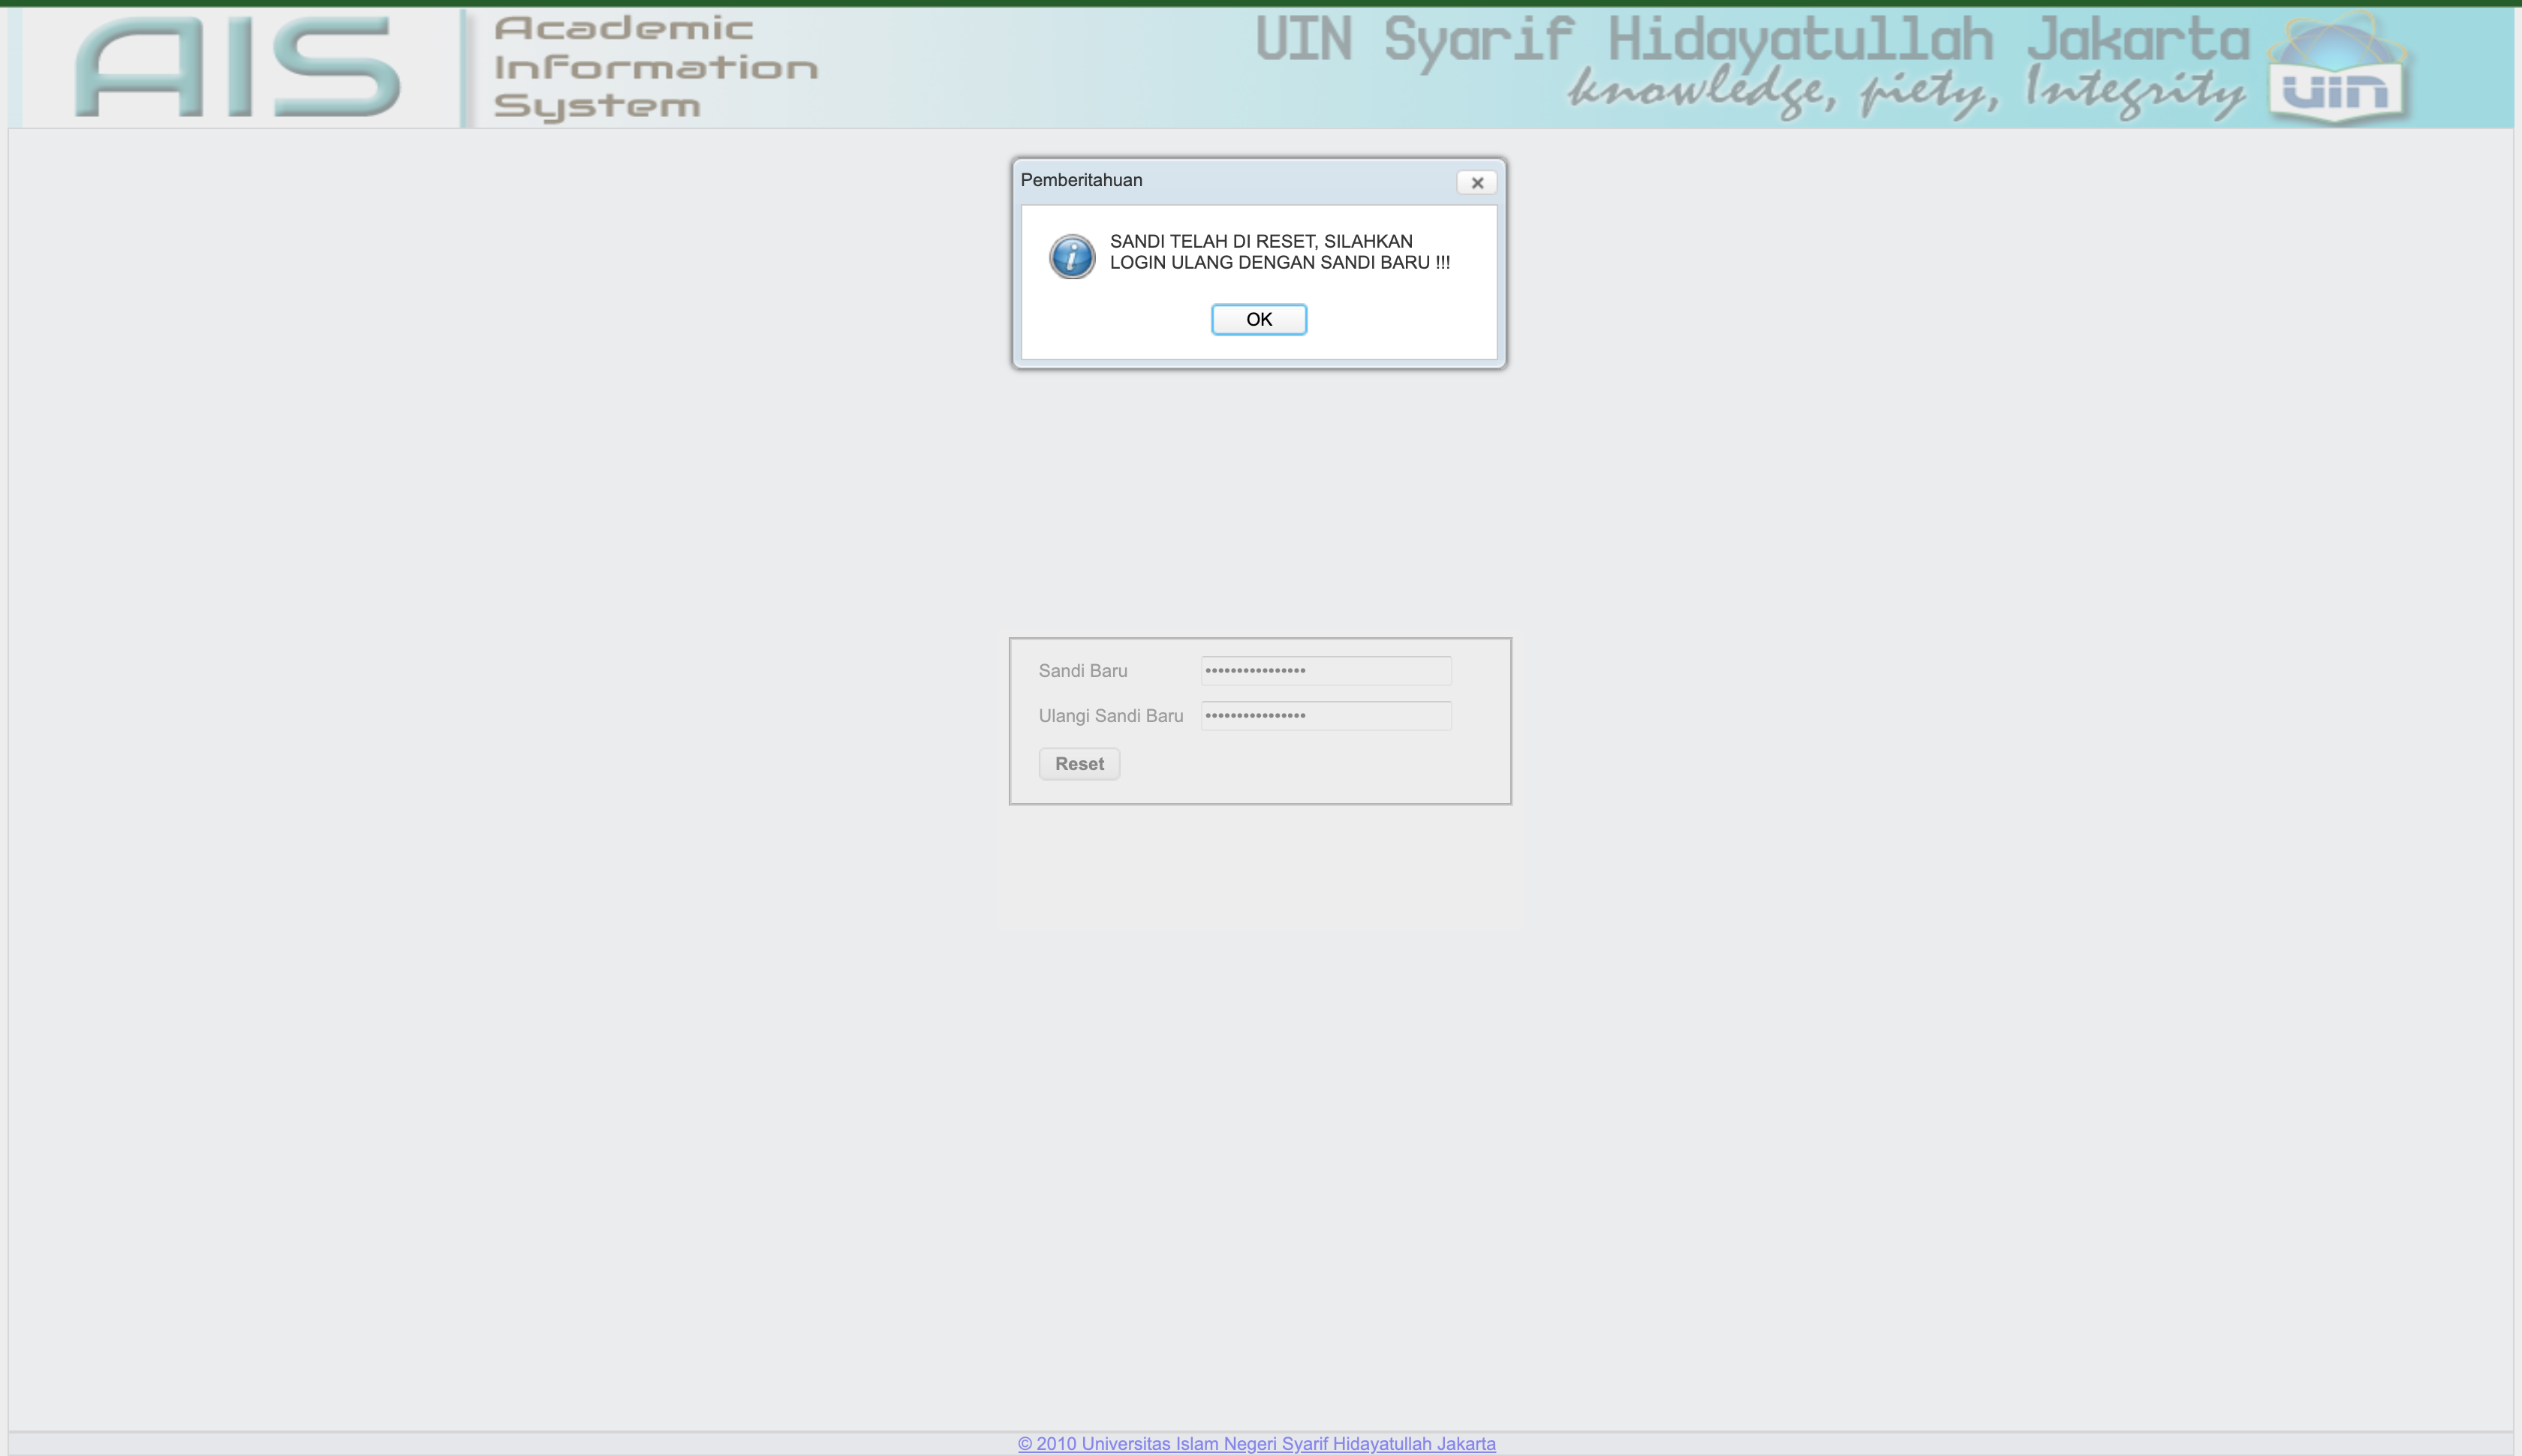 AIS
Academic
Information
System
UIN Syarif Hidayatullah Jakarta
knowledge, piety, Integrity
UIN
Pemberitahuan
SANDI TELAH DI RESET, SILAHKAN
LOGIN ULANG DENGAN SANDI BARU !!!
OK
Sandi Baru
Ulangi Sandi Baru
Reset
© 2010 Universitas Islam Negeri Syarif Hidayatullah Jakarta